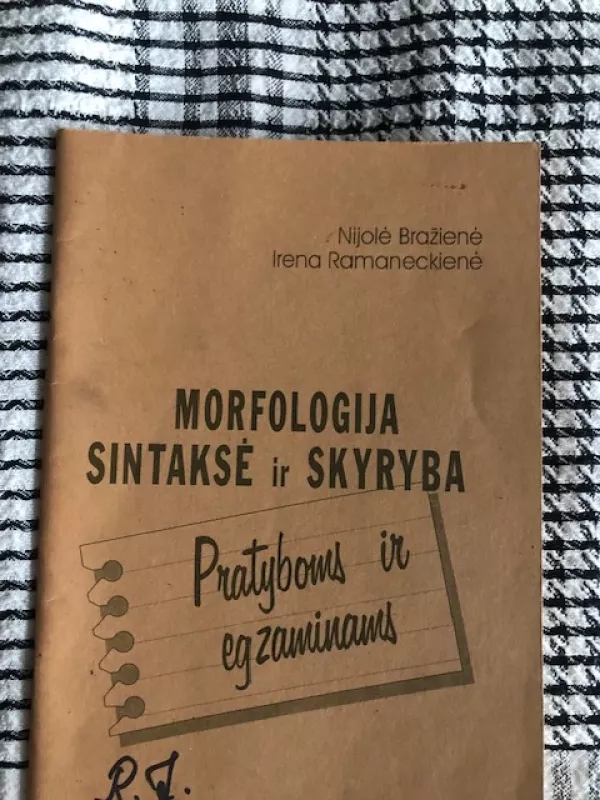 Nijolė Bražienė
Irena Ramaneckienė
MORFOLOGIJA
SINTAKSĖ ir SKYRYBA
Pratyboms ir
egzaminams
R. J.